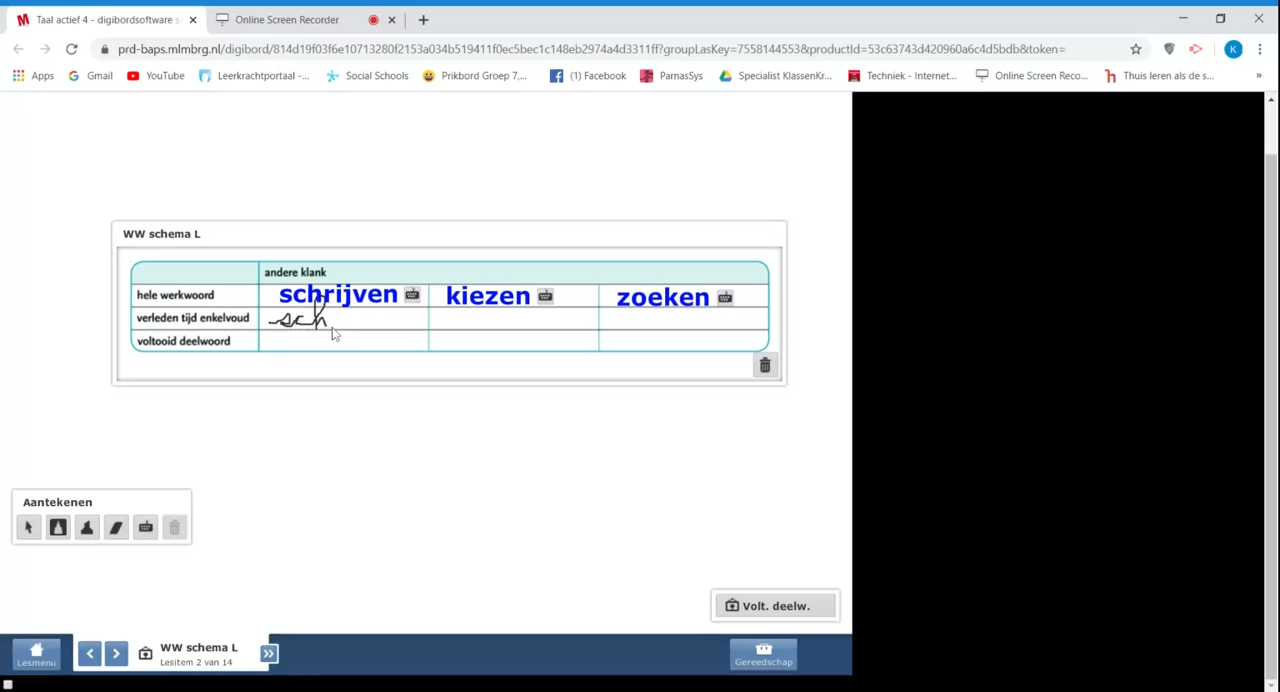 Taal actief 4 - digibordsoftware s
Online Screen Recorder
prd-baps.mlmbrg.nl/digibord/814d19f03f6e10713280f2153a034b519411f0ec5bec1c148eb2974a4d3311ff?groupLasKey=7558144553&productId=53c63743d420960a6c4d5bdb&token=
Apps Gmail YouTube Leerkrachtportaal -... Social Schools Prikbord Groep 7,... (1) Facebook ParnasSys Specialist KlassenKr... Techniek - Internet... Online Screen Reco... Thuis leren als de s... »
K
WW schema L
andere klank
hele werkwoord schrijven kiezen zoeken
verleden tijd enkelvoud sch
voltooid deelwoord
Aantekenen
Volt. deelw.
Lesmenu
WW schema L
Lesitem 2 van 14
Gereedschap